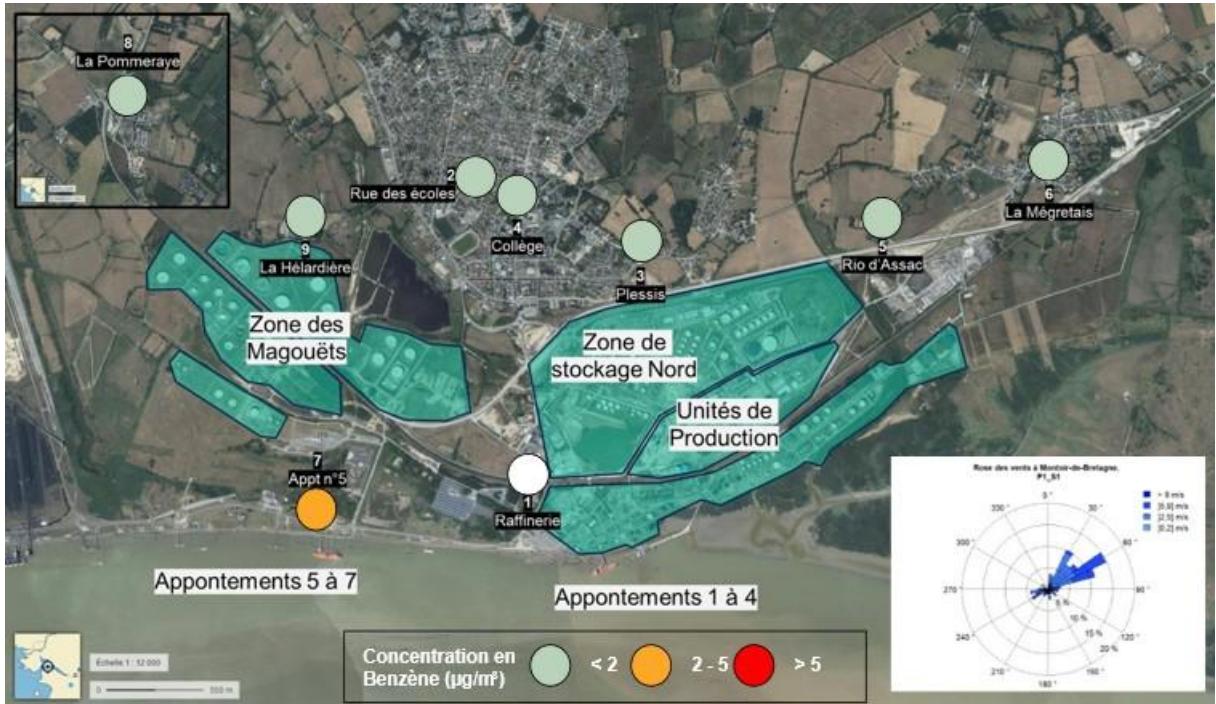 8
La Pommeraye
2
Rue des écoles
4
Collège
9
La Hélardière
3
Plessis
5
Rio d'Assac
6
La Mégretais
Zone des
Magouëts
Zone de
stockage Nord
Unités de
Production
7
Appt n°5
1
Raffinerie
Appontements 5 à 7
Appontements 1 à 4
Rose des vents à Montoir-de-Bretagne.
P1_S1
0 °
30 °
60 °
90 °
120 °
150 °
180 °
210 °
240 °
270 °
300 °
330 °
5 %
10 %
15 %
20 %
> 9 m/s
]5,9] m/s
]2,5] m/s
[0,2] m/s
Échelle 1 : 12 000
0 500 m
Concentration en
Benzène (µg/m³)
< 2
2 - 5
> 5